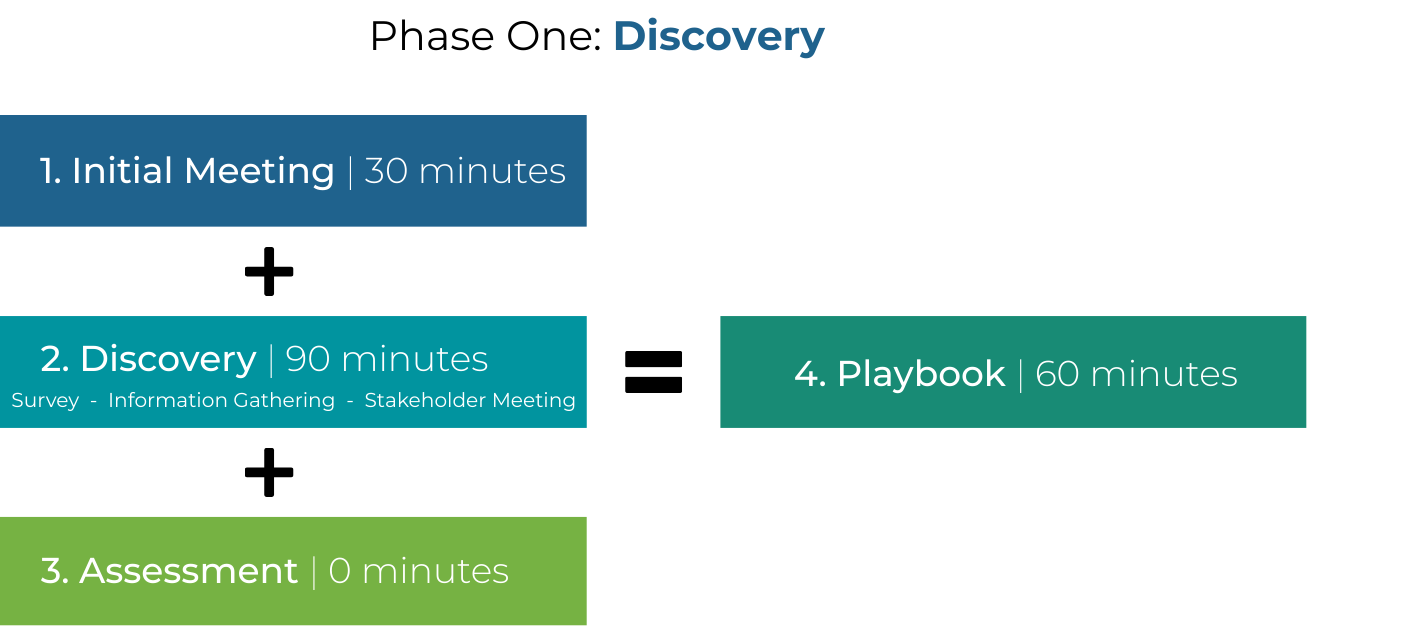 Phase One: Discovery
1. Initial Meeting | 30 minutes
+
2. Discovery | 90 minutes
Survey - Information Gathering - Stakeholder Meeting
=
4. Playbook | 60 minutes
+
3. Assessment | 0 minutes